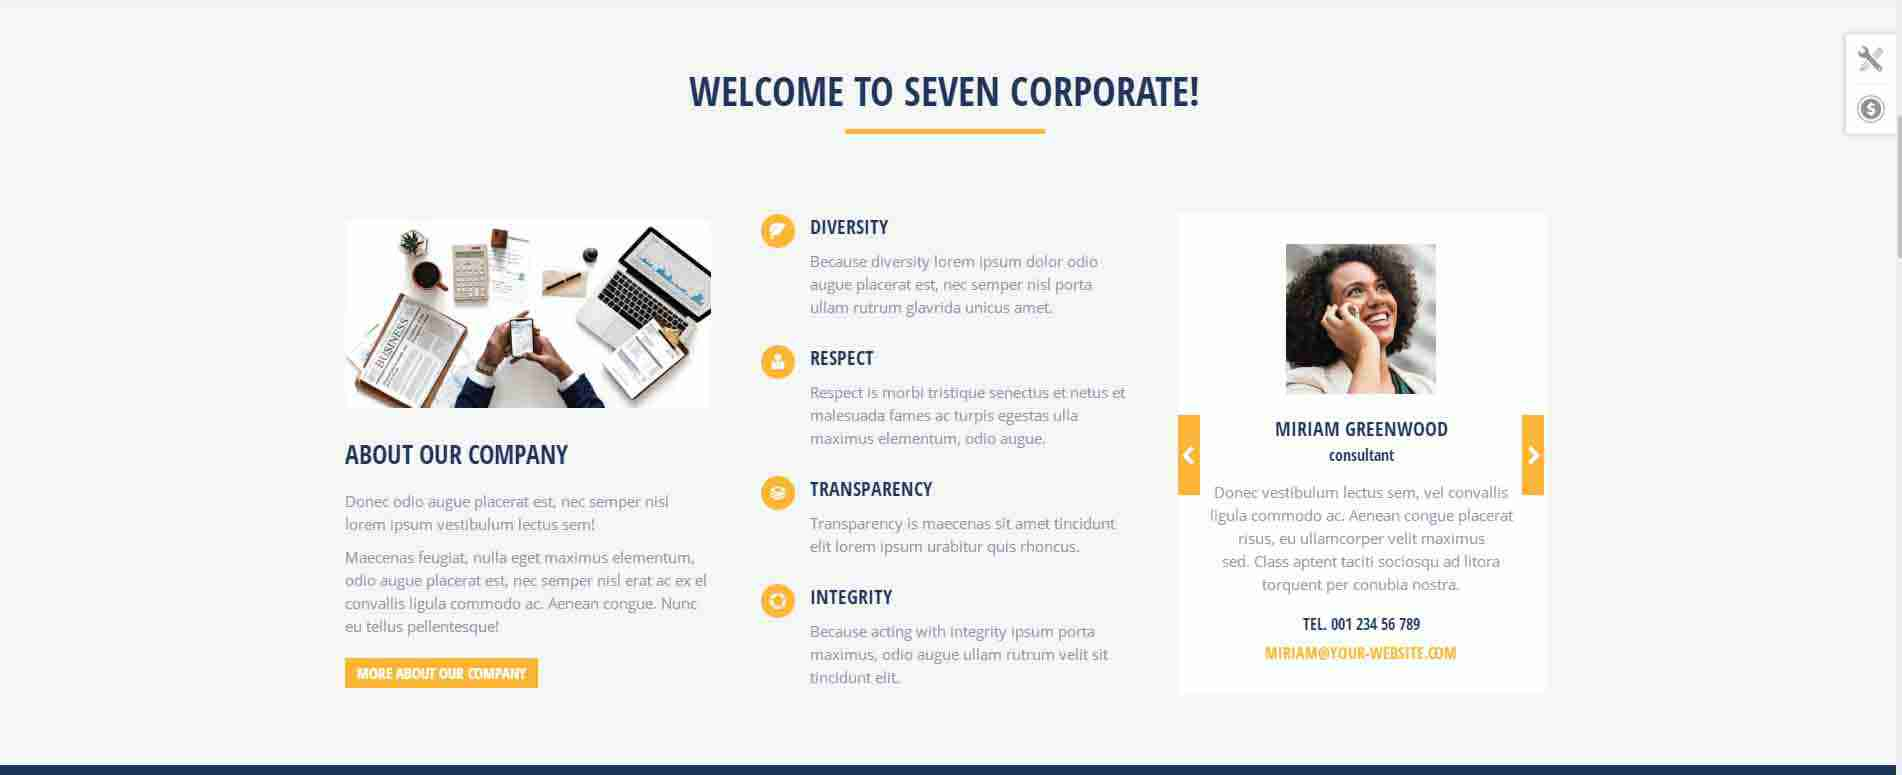 WELCOME TO SEVEN CORPORATE!
BUSINESS
ABOUT OUR COMPANY
Donec odio augue placerat est, nec semper nisl
lorem ipsum vestibulum lectus sem!
Maecenas feugiat, nulla eget maximus elementum,
odio augue placerat est, nec semper nisl erat ac ex el
convallis ligula commodo ac. Aenean congue. Nunc
eu tellus pellentesque!
MORE ABOUT OUR COMPANY
DIVERSITY
Because diversity lorem ipsum dolor odio
augue placerat est, nec semper nisl porta
ullam rutrum glavrida unicus amet.
RESPECT
Respect is morbi tristique senectus et netus et
malesuada fames ac turpis egestas ulla
maximus elementum, odio augue.
TRANSPARENCY
Transparency is maecenas sit amet tincidunt
elit lorem ipsum urabitur quis rhoncus.
INTEGRITY
Because acting with integrity ipsum porta
maximus, odio augue ullam rutrum velit sit
tincidunt elit.
MIRIAM GREENWOOD
consultant
Donec vestibulum lectus sem, vel convallis
ligula commodo ac. Aenean congue placerat
risus, eu ullamcorper velit maximus
sed. Class aptent taciti sociosqu ad litora
torquent per conubia nostra.
TEL. 001 234 56 789
MIRIAM@YOUR-WEBSITE.COM